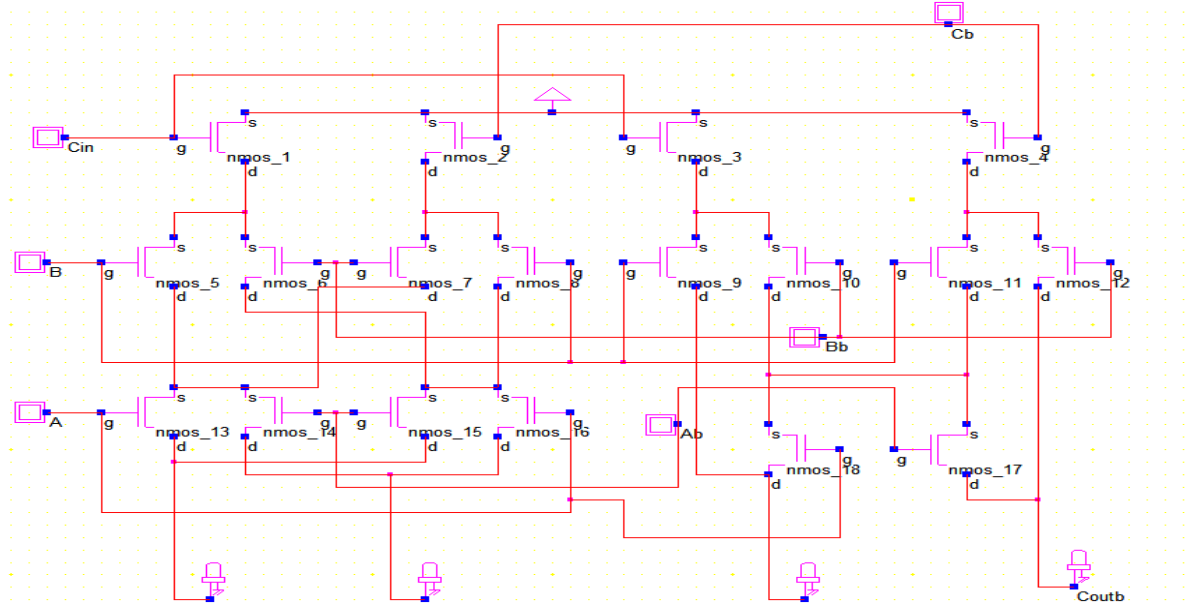 Cb
s
s
s
s
Cin
g
nmos_1
nmos_2
g
g
nmos_3
nmos_4
g
d
d
d
d
s
s
s
s
s
s
s
s
B
g
nmos_5
nmos_6
g
g
nmos_7
nmos_8
g
g
nmos_9
nmos_10
g
g
nmos_11
nmos_12
g
d
d
d
d
d
d
d
d
Bb
s
s
s
s
A
g
nmos_13
nmos_14
g
g
nmos_15
nmos_16
g
Ab
s
s
d
d
d
d
nmos_18
g
g
nmos_17
d
d
Coutb